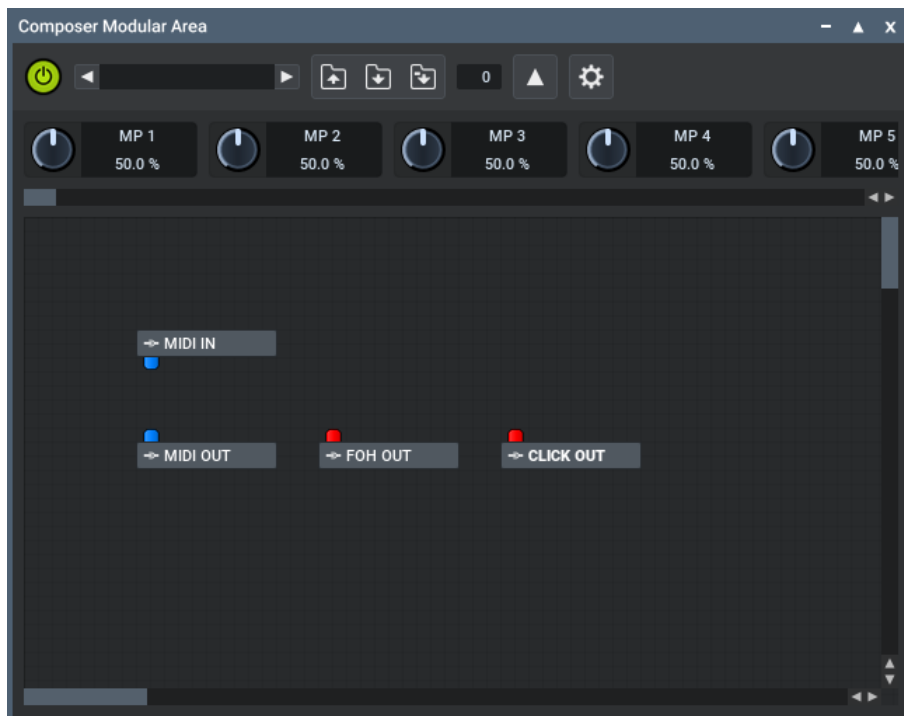 Composer Modular Area
0
MP 1 MP 2 MP 3 MP 4 MP 5
50.0 % 50.0 % 50.0 % 50.0 % 50.0 %
MIDI IN
MIDI OUT FOH OUT CLICK OUT